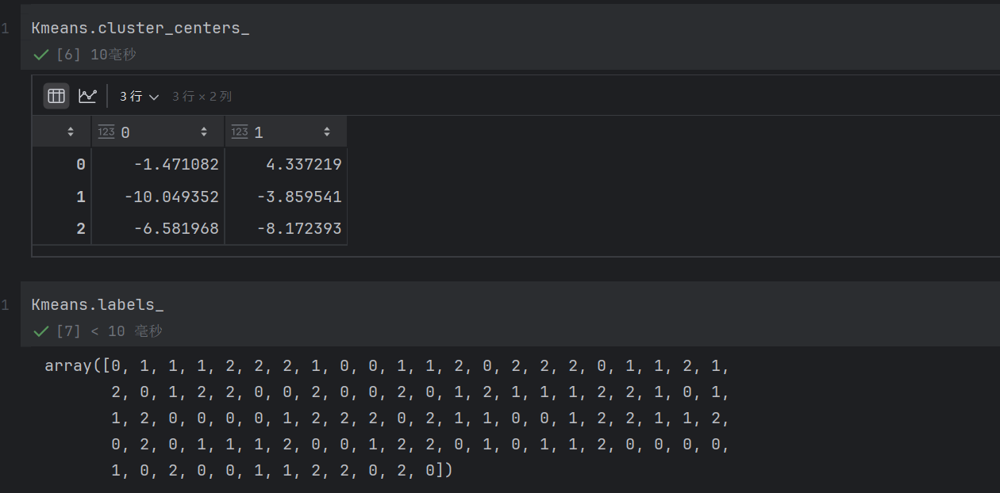 1 Kmeans.cluster_centers_
[6] 10毫秒
3 行 3 行 × 2 列
123 0 123 1
0 -1.471082 4.337219
1 -10.049352 -3.859541
2 -6.581968 -8.172393
1 Kmeans.labels_
[7] < 10 毫秒
array([0, 1, 1, 1, 2, 2, 2, 1, 0, 0, 1, 1, 2, 0, 2, 2, 2, 0, 1, 1, 2, 1,
2, 0, 1, 2, 2, 0, 0, 2, 0, 0, 2, 0, 1, 2, 1, 1, 1, 2, 2, 1, 0, 1,
1, 2, 0, 0, 0, 0, 1, 2, 2, 2, 0, 2, 1, 1, 0, 0, 1, 2, 2, 1, 1, 2,
0, 2, 0, 1, 1, 1, 2, 0, 0, 1, 2, 2, 0, 1, 0, 1, 1, 2, 0, 0, 0, 0,
1, 0, 2, 0, 0, 1, 1, 2, 2, 0, 2, 0])